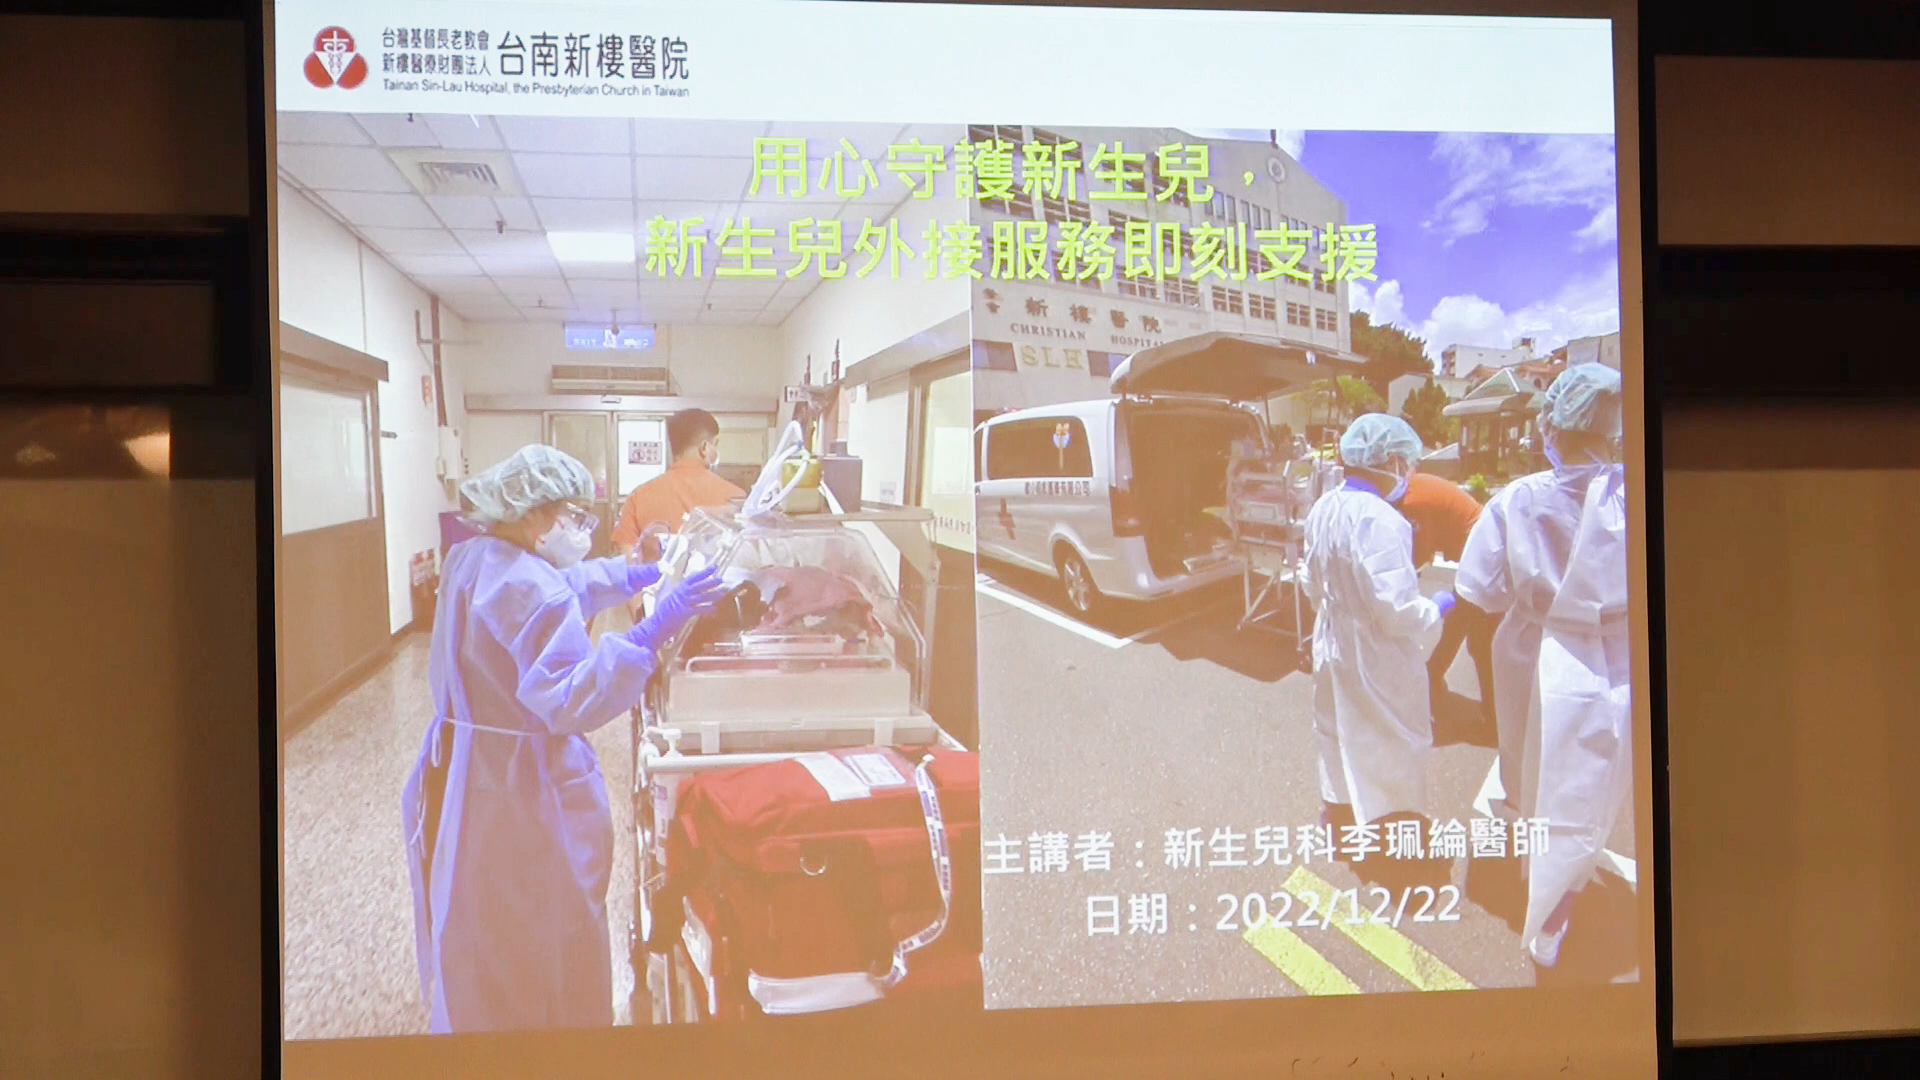 台灣基督長老教會
新樓醫療財團法人
台南新樓醫院
Tainan Sin-Lau Hospital, the Presbyterian Church in Taiwan
用心守護新生兒，
新生兒外接服務即刻支援
新樓醫院
CHRISTIAN HOSPITAL
SLH
主講者：新生兒科李珮綸醫師
日期：2022/12/22